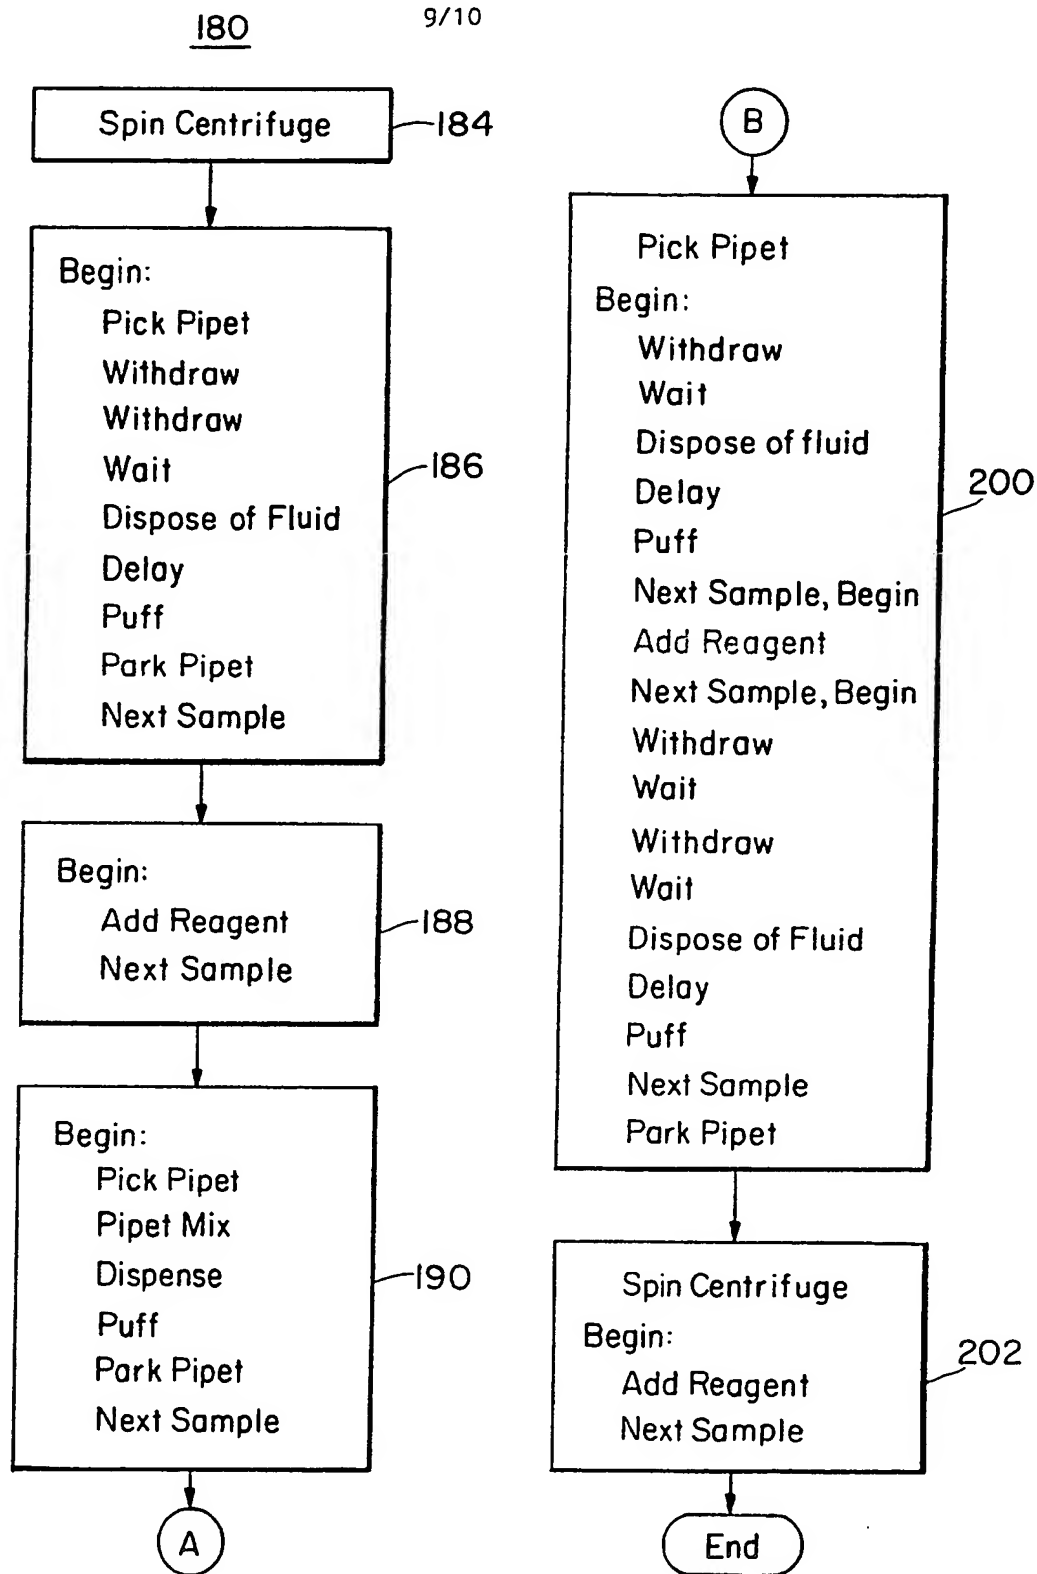 180
9/10
Spin Centrifuge
184
Begin:
Pick Pipet
Withdraw
Withdraw
Wait
Dispose of Fluid
Delay
Puff
Park Pipet
Next Sample
186
Begin:
Add Reagent
Next Sample
188
Begin:
Pick Pipet
Pipet Mix
Dispense
Puff
Park Pipet
Next Sample
190
A
B
Pick Pipet
Begin:
Withdraw
Wait
Dispose of fluid
Delay
Puff
Next Sample, Begin
Add Reagent
Next Sample, Begin
Withdraw
Wait
Withdraw
Wait
Dispose of Fluid
Delay
Puff
Next Sample
Park Pipet
200
Spin Centrifuge
Begin:
Add Reagent
Next Sample
202
End